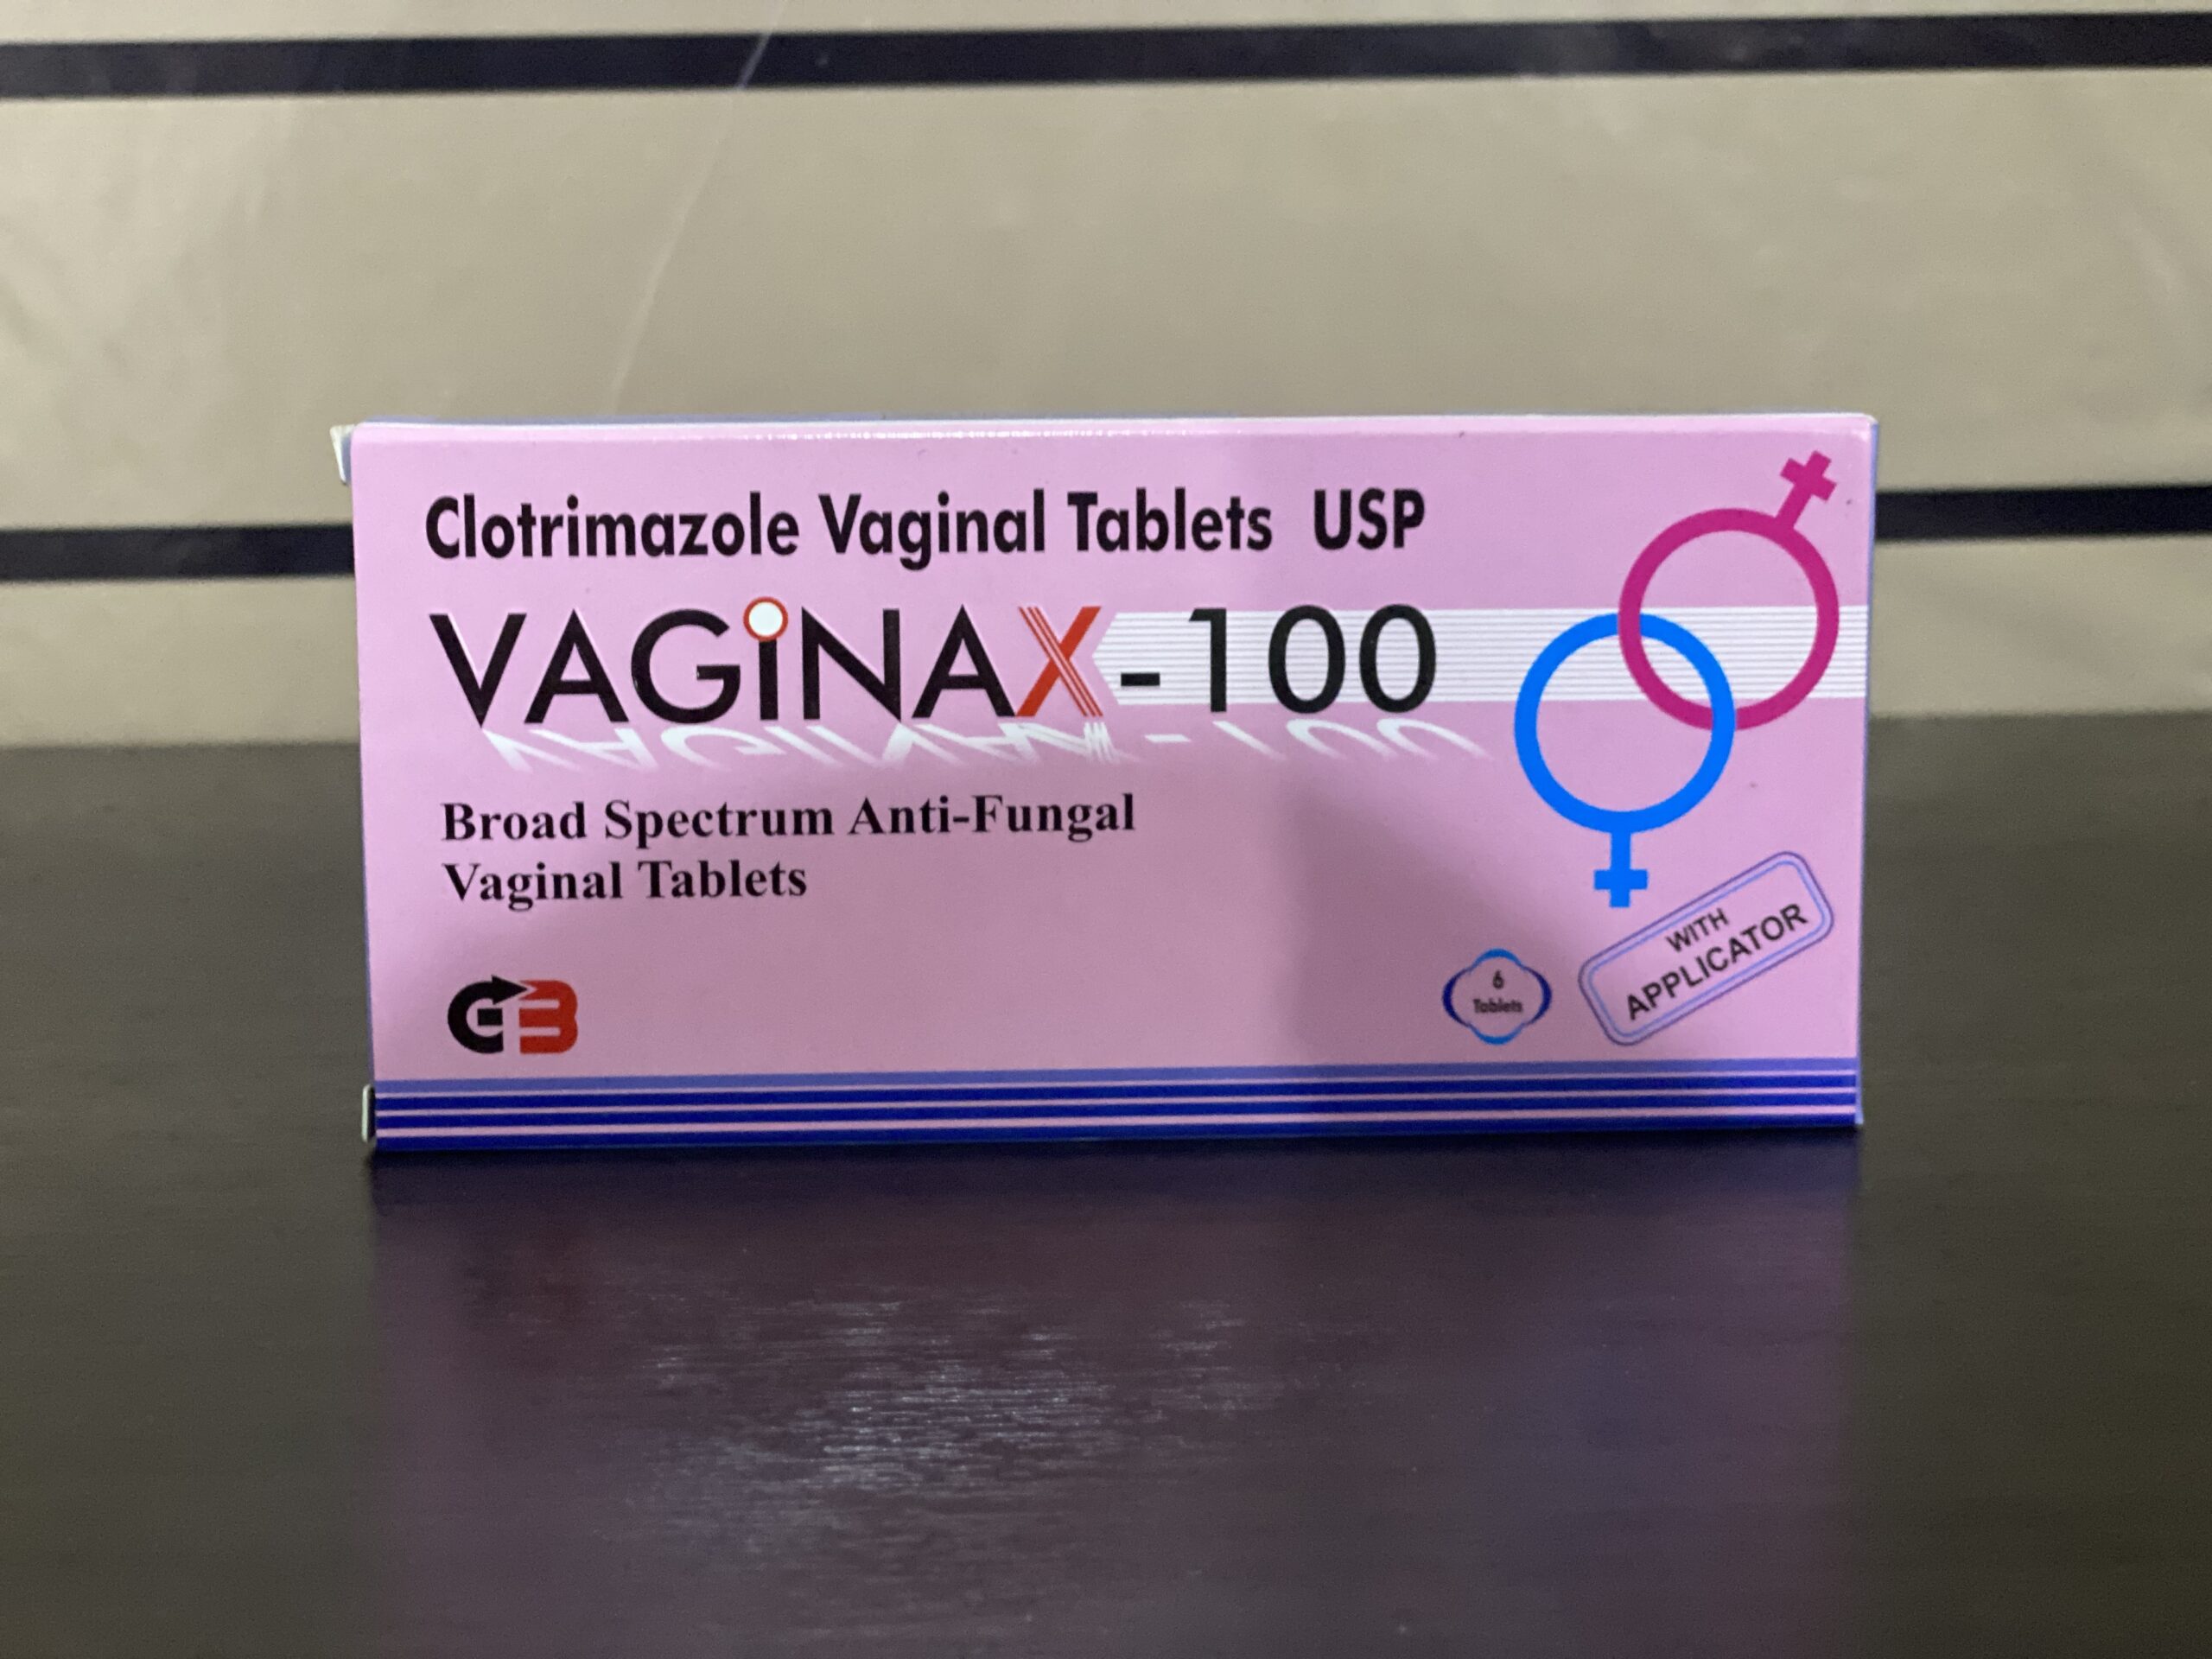 Clotrimazole Vaginal Tablets USP
VAGiNAX-100
Broad Spectrum Anti-Fungal
Vaginal Tablets
6
Tablets
WITH
APPLICATOR